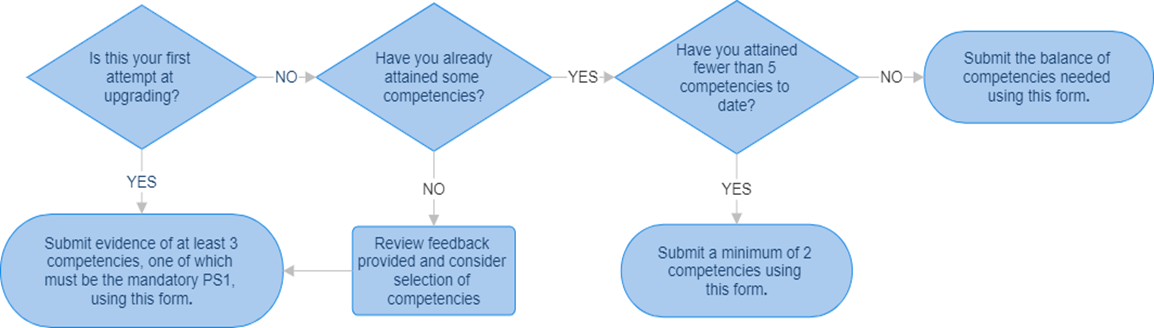 Is this your first
attempt at
upgrading?
NO
Have you already
attained some
competencies?
YES
Have you attained
fewer than 5
competencies to
date?
NO
Submit the balance of
competencies needed
using this form.
YES
NO
YES
Submit evidence of at least 3
competencies, one of which
must be the mandatory PS1,
using this form.
Review feedback
provided and consider
selection of
competencies
Submit a minimum of 2
competencies using
this form.